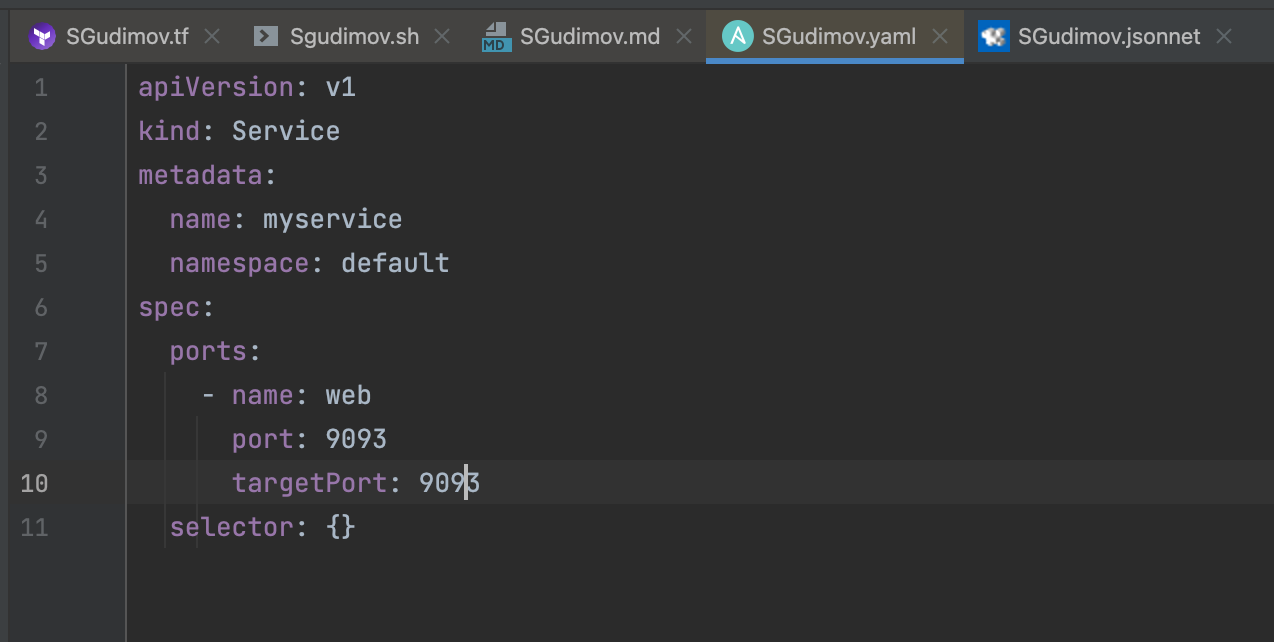 SGudimov.tf Sgudimov.sh MD SGudimov.md A SGudimov.yaml SGudimov.jsonnet
1 apiVersion: v1
2 kind: Service
3 metadata:
4   name: myservice
5   namespace: default
6 spec:
7   ports:
8     - name: web
9       port: 9093
10       targetPort: 9093
11   selector: {}